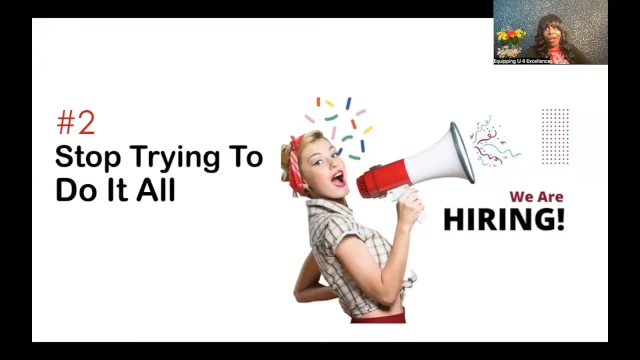 Equipping U 4 Excellence
#2
Stop Trying To
Do It All
We Are
HIRING!